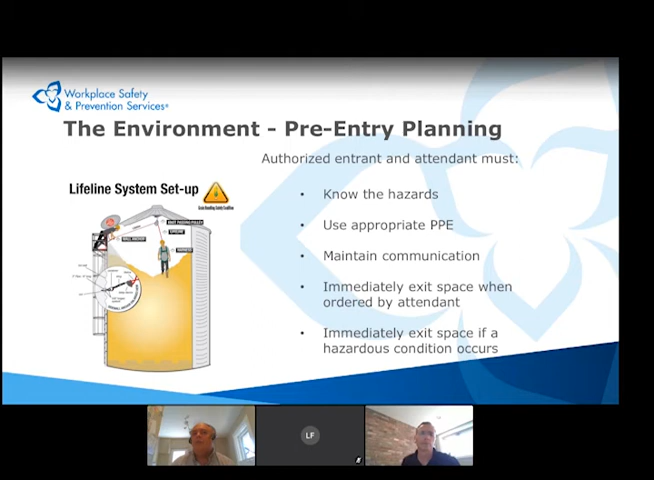 Workplace Safety
& Prevention Services®
The Environment - Pre-Entry Planning
Authorized entrant and attendant must:
Lifeline System Set-up
• Know the hazards
• Use appropriate PPE
• Maintain communication
• Immediately exit space when
ordered by attendant
• Immediately exit space if a
hazardous condition occurs
LF